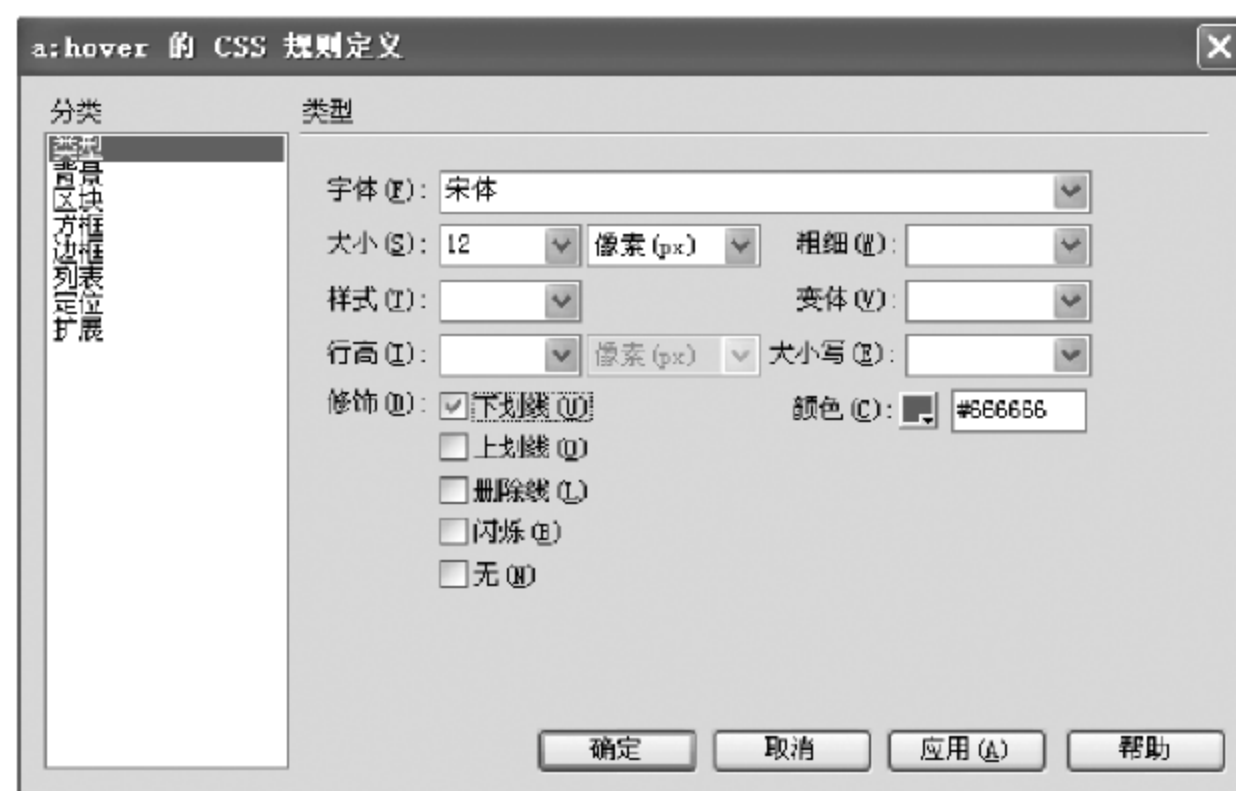 a:hover 的 CSS 规则定义
分类
类型
背景
区块
方框
边框
列表
定位
扩展
类型
字体(F): 宋体
大小(S): 12 像素(px) 粗细(W):
样式(T): 变体(V):
行高(I): 像素(px) 大小写(E):
修饰(D): 下划线(U) 颜色(C): #666666
上划线(O)
删除线(L)
闪烁(B)
无(N)
确定 取消 应用(A) 帮助